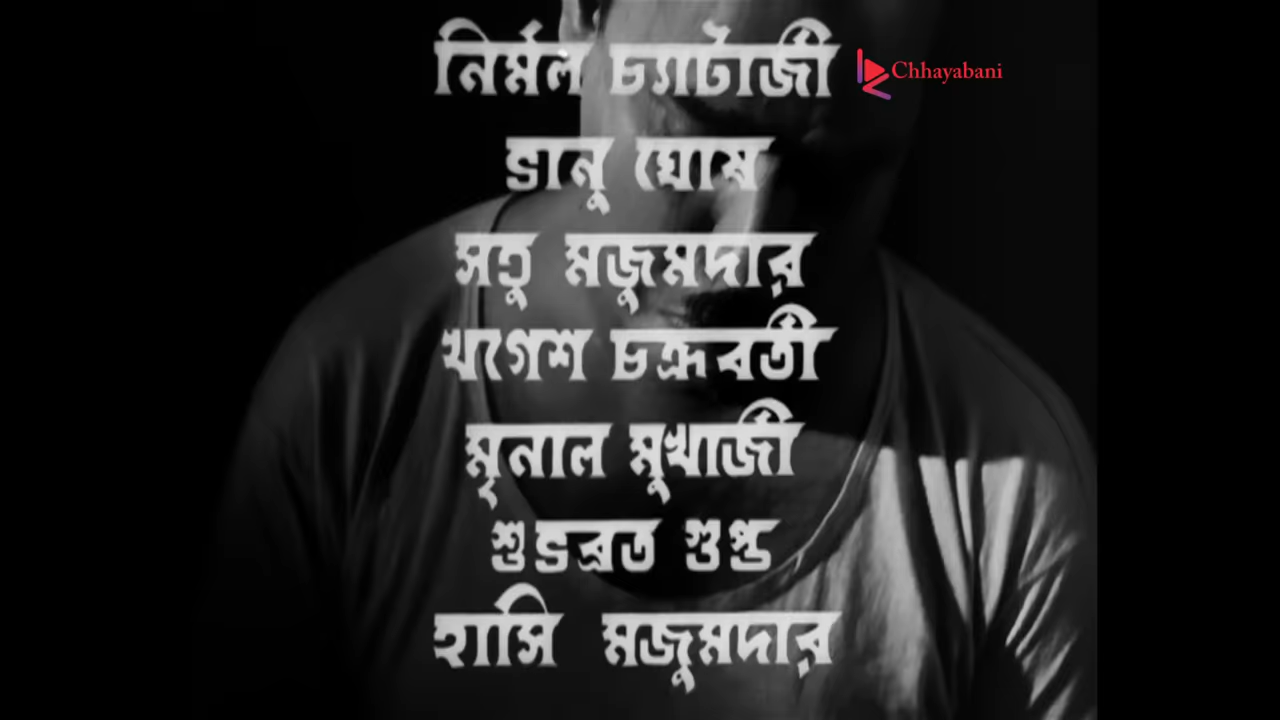 নির্মল চ্যাটার্জী
Chhayabani
ভানু ঘোষ
সতু মজুমদার
খগেশ চক্রবর্তী
মৃনাল মুখার্জী
শুভব্রত গুপ্ত
হাসি মজুমদার